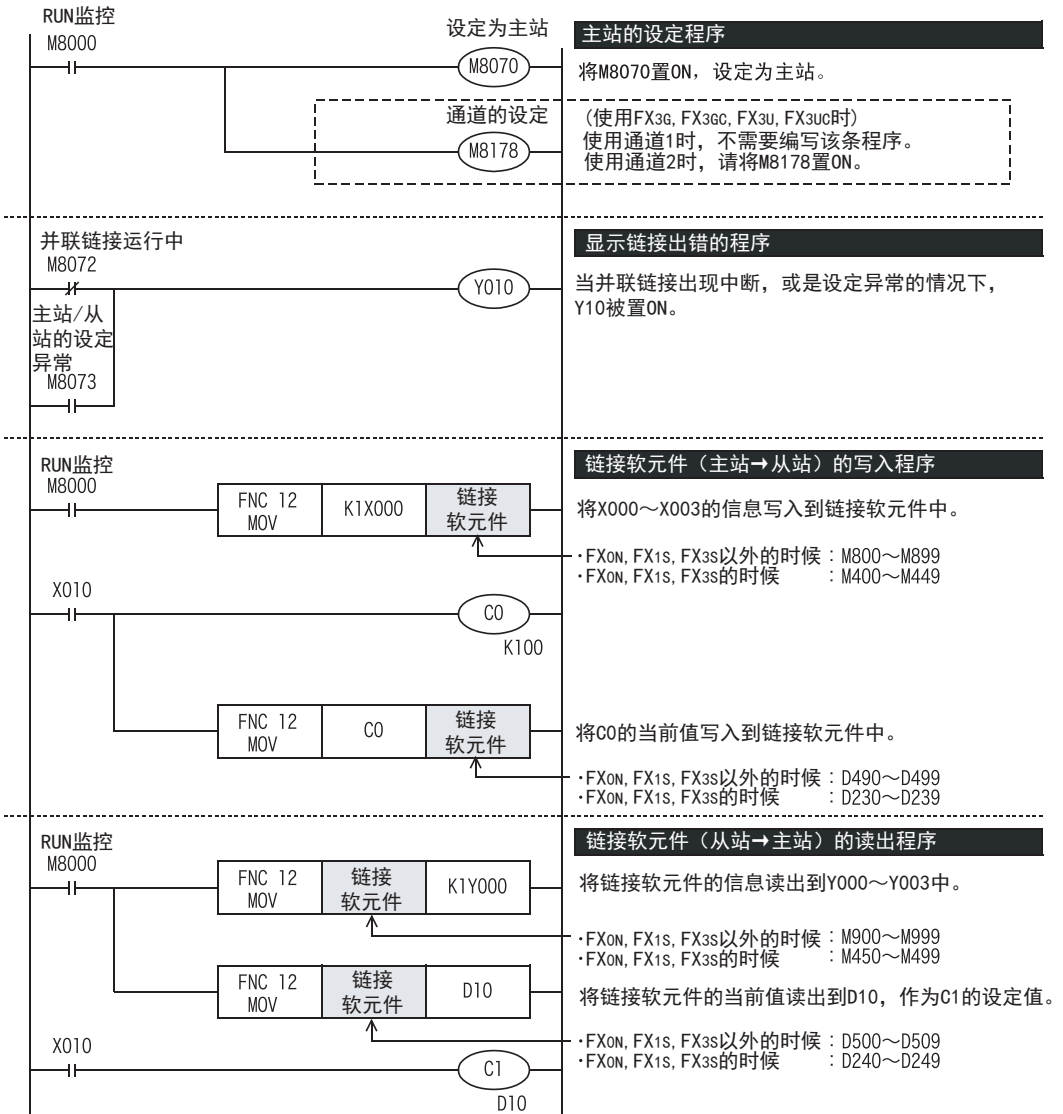 RUN监控
M8000
设定为主站
M8070
主站的设定程序
将M8070置ON，设定为主站。
通道的设定
M8178
(使用FX3G,FX3GC,FX3U,FX3UC时)
使用通道1时，不需要编写该条程序。
使用通道2时，请将M8178置ON。
并联链接运行中
M8072
Y010
主站/从
站的设定
异常
M8073
显示链接出错的程序
当并联链接出现中断，或是设定异常的情况下，
Y10被置ON。
RUN监控
M8000
FNC 12
MOV
K1X000
链接
软元件
链接软元件（主站→从站）的写入程序
将X000～X003的信息写入到链接软元件中。
·FX0N,FX1S,FX3S以外的时候：M800～M899
·FX0N,FX1S,FX3S的时候：M400～M449
X010
C0
K100
FNC 12
MOV
C0
链接
软元件
将C0的当前值写入到链接软元件中。
·FX0N,FX1S,FX3S以外的时候：D490～D499
·FX0N,FX1S,FX3S的时候：D230～D239
RUN监控
M8000
FNC 12
MOV
链接
软元件
K1Y000
链接软元件（从站→主站）的读出程序
将链接软元件的信息读出到Y000～Y003中。
·FX0N,FX1S,FX3S以外的时候：M900～M999
·FX0N,FX1S,FX3S的时候：M450～M499
FNC 12
MOV
链接
软元件
D10
将链接软元件的当前值读出到D10，作为C1的设定值。
·FX0N,FX1S,FX3S以外的时候：D500～D509
·FX0N,FX1S,FX3S的时候：D240～D249
X010
C1
D10